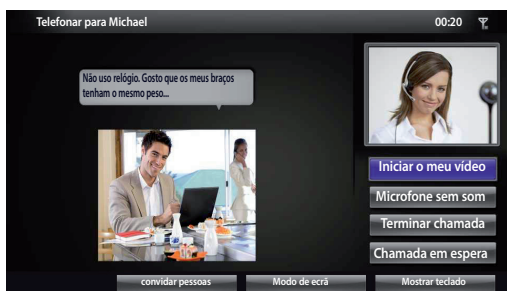 Telefonar para Michael
00:20
Não uso relógio. Gosto que os meus braços
tenham o mesmo peso...
Iniciar o meu vídeo
Microfone sem som
Terminar chamada
Chamada em espera
convidar pessoas
Modo de ecrã
Mostrar teclado